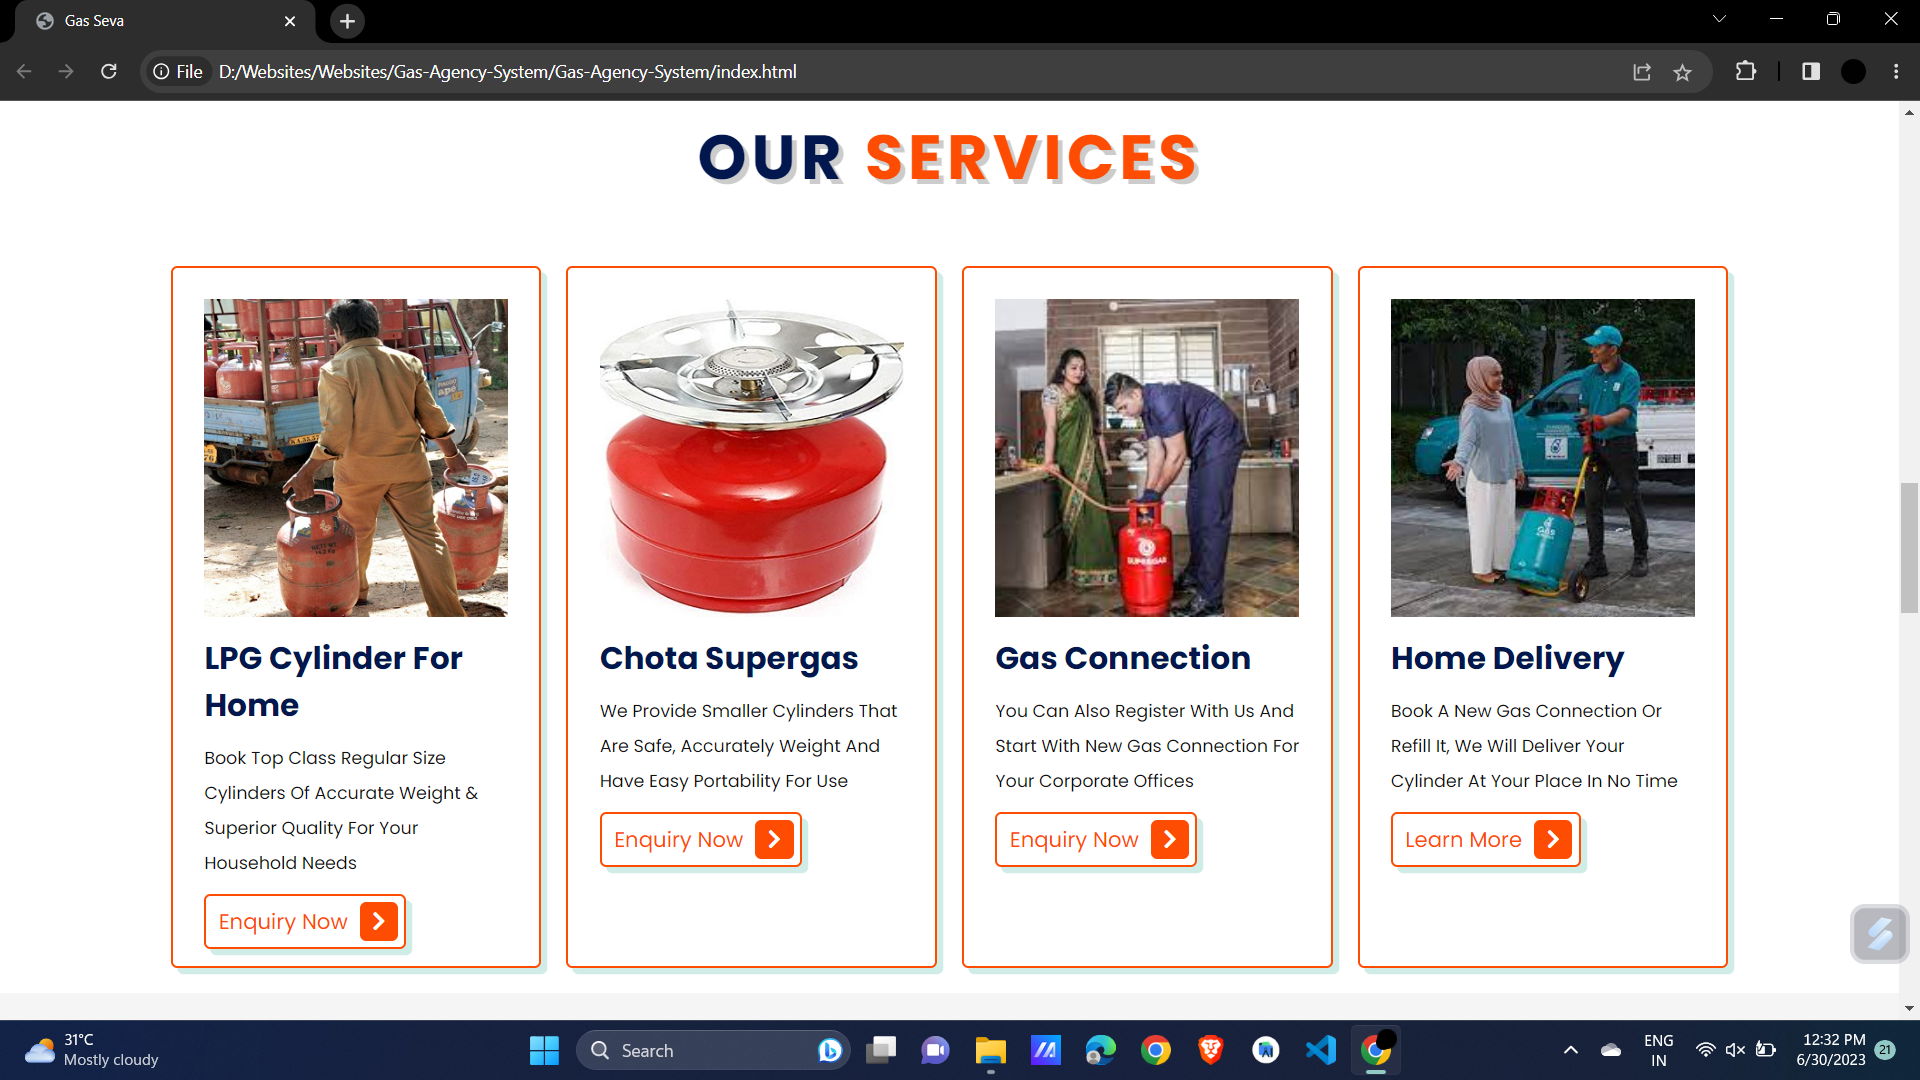 Gas Seva
File D:/Websites/Websites/Gas-Agency-System/Gas-Agency-System/index.html
OUR SERVICES
LPG Cylinder For
Home
Book Top Class Regular Size
Cylinders Of Accurate Weight &
Superior Quality For Your
Household Needs
Enquiry Now
Chota Supergas
We Provide Smaller Cylinders That
Are Safe, Accurately Weight And
Have Easy Portability For Use
Enquiry Now
SUPERGAS
Gas Connection
You Can Also Register With Us And
Start With New Gas Connection For
Your Corporate Offices
Enquiry Now
GAS
Home Delivery
Book A New Gas Connection Or
Refill It, We Will Deliver Your
Cylinder At Your Place In No Time
Learn More
31°C
Mostly cloudy
Search
ENG
IN
12:32 PM
6/30/2023
21